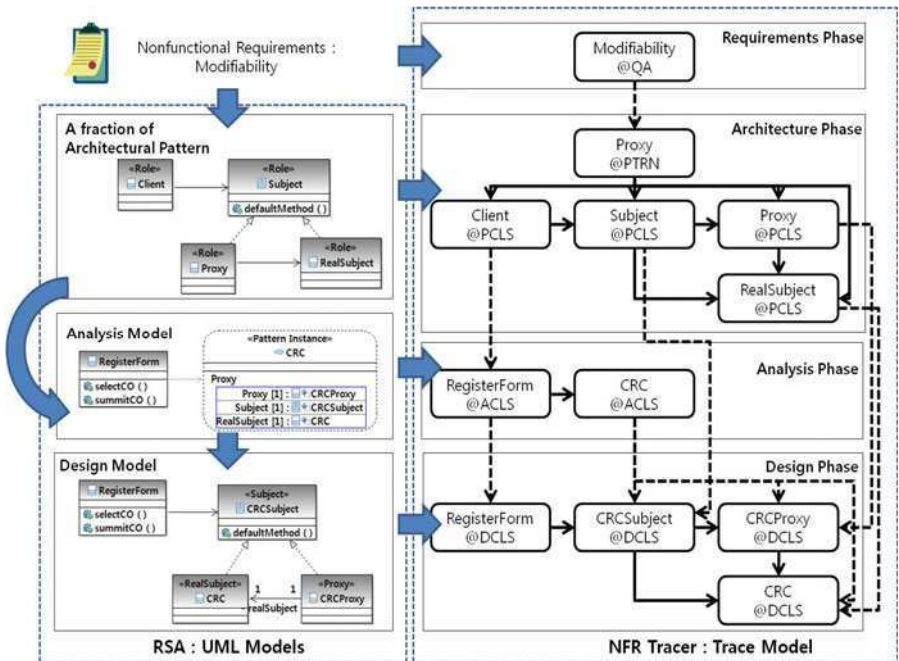 Nonfunctional Requirements :
Modifiability
A fraction of
Architectural Pattern
«Role»
Client
«Role»
Subject
defaultMethod ( )
«Role»
Proxy
«Role»
RealSubject
Analysis Model
RegisterForm
selectCO ( )
summitCO ( )
«Pattern Instance»
CRC
Proxy
Proxy [1] : CRCProxy
Subject [1] : CRCSubject
RealSubject [1] : CRC
Design Model
RegisterForm
selectCO ( )
summitCO ( )
«Subject»
CRCSubject
defaultMethod ( )
«RealSubject»
CRC
1
1
realSubject
«Proxy»
CRCProxy
RSA : UML Models
Requirements Phase
Modifiability
@QA
Architecture Phase
Proxy
@PTRN
Client
@PCLS
Subject
@PCLS
Proxy
@PCLS
RealSubject
@PCLS
Analysis Phase
RegisterForm
@ACLS
CRC
@ACLS
Design Phase
RegisterForm
@DCLS
CRCSubject
@DCLS
CRCProxy
@DCLS
CRC
@DCLS
NFR Tracer : Trace Model